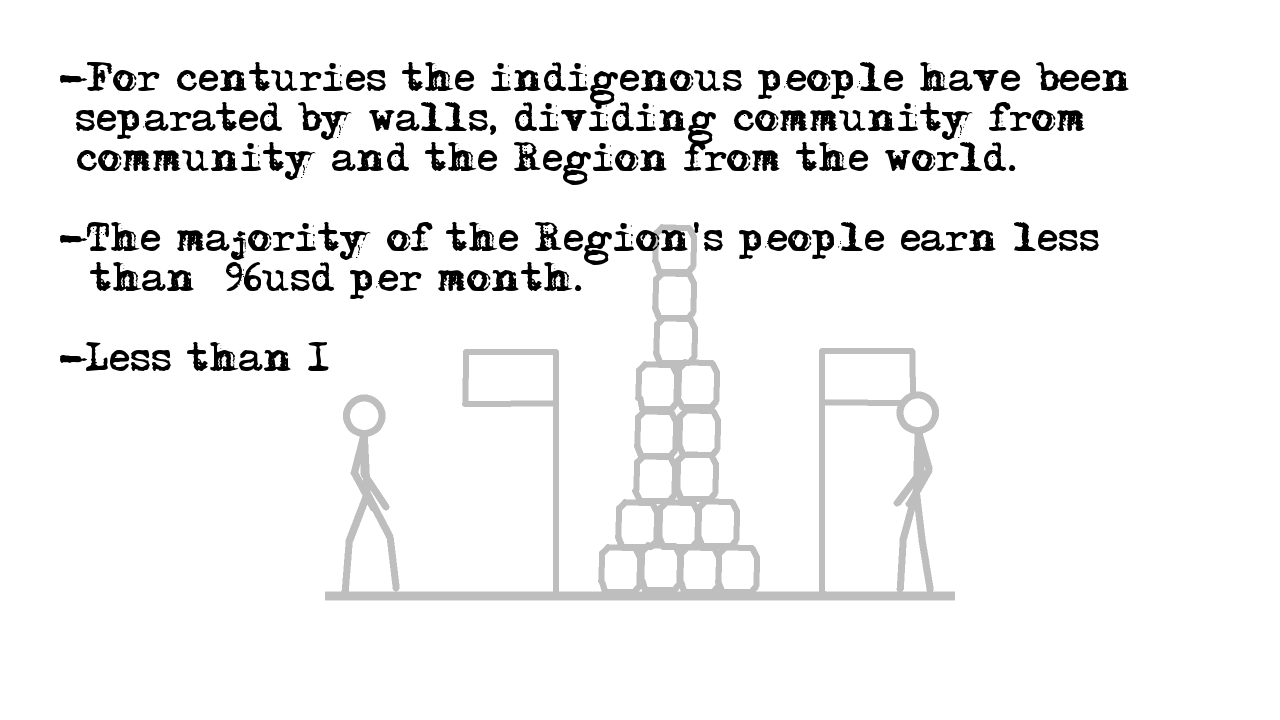 -For centuries the indigenous people have been
separated by walls, dividing community from
community and the Region from the world.
-The majority of the Region's people earn less
than 96usd per month.
-Less than I